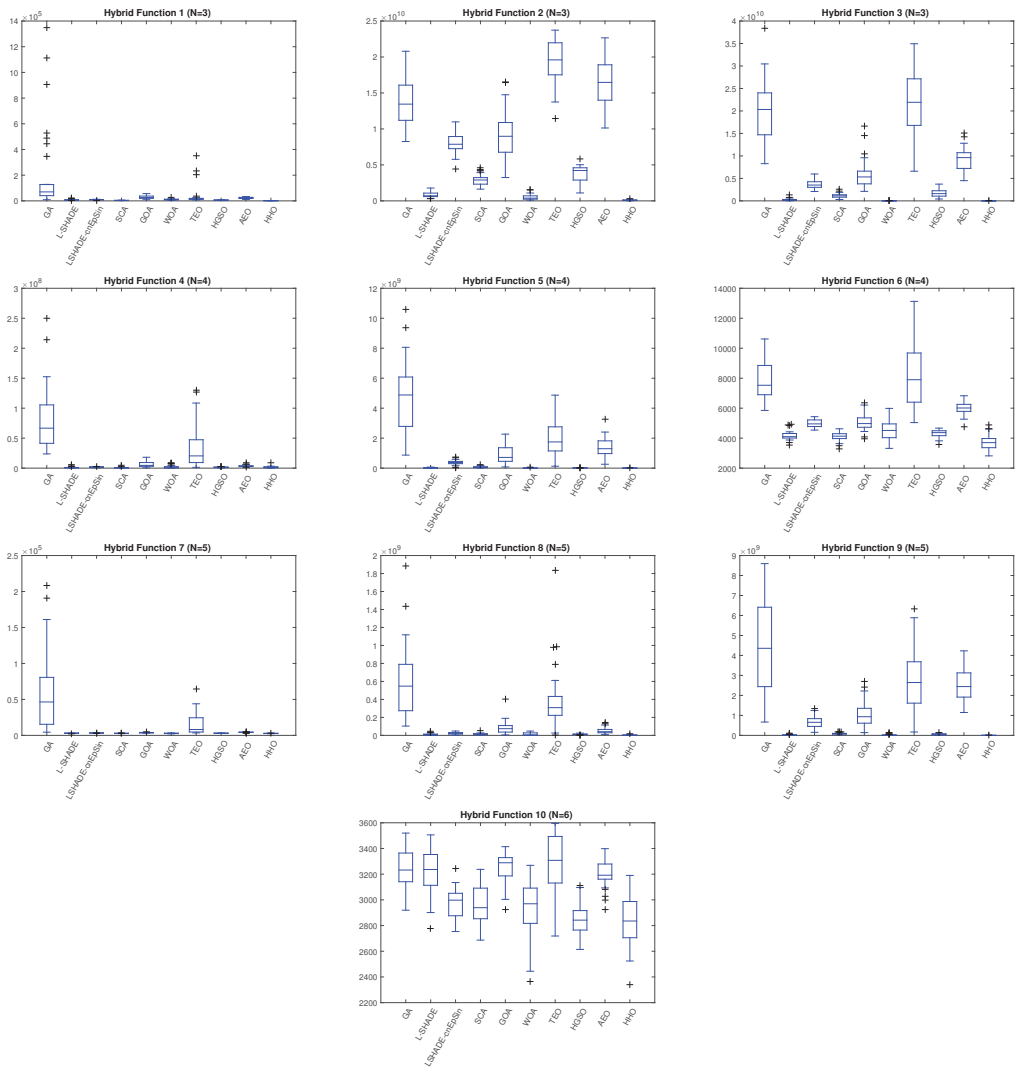 Hybrid Function 1 (N=3)
×10^5
14
12
10
8
6
4
2
0
GA
L-SHADE
LSHADE-cnEpSin
SCA
GOA
WOA
TEO
HGSO
AEO
HHO
Hybrid Function 2 (N=3)
×10^10
2.5
2
1.5
1
0.5
0
GA
L-SHADE
LSHADE-cnEpSin
SCA
GOA
WOA
TEO
HGSO
AEO
HHO
Hybrid Function 3 (N=3)
×10^10
4
3.5
3
2.5
2
1.5
1
0.5
0
GA
L-SHADE
LSHADE-cnEpSin
SCA
GOA
WOA
TEO
HGSO
AEO
HHO
Hybrid Function 4 (N=4)
×10^8
3
2.5
2
1.5
1
0.5
0
GA
L-SHADE
LSHADE-cnEpSin
SCA
GOA
WOA
TEO
HGSO
AEO
HHO
Hybrid Function 5 (N=4)
×10^9
12
10
8
6
4
2
0
GA
L-SHADE
LSHADE-cnEpSin
SCA
GOA
WOA
TEO
HGSO
AEO
HHO
Hybrid Function 6 (N=4)
14000
12000
10000
8000
6000
4000
2000
GA
L-SHADE
LSHADE-cnEpSin
SCA
GOA
WOA
TEO
HGSO
AEO
HHO
Hybrid Function 7 (N=5)
×10^5
2.5
2
1.5
1
0.5
0
GA
L-SHADE
LSHADE-cnEpSin
SCA
GOA
WOA
TEO
HGSO
AEO
HHO
Hybrid Function 8 (N=5)
×10^9
2
1.8
1.6
1.4
1.2
1
0.8
0.6
0.4
0.2
0
GA
L-SHADE
LSHADE-cnEpSin
SCA
GOA
WOA
TEO
HGSO
AEO
HHO
Hybrid Function 9 (N=5)
×10^9
9
8
7
6
5
4
3
2
1
0
GA
L-SHADE
LSHADE-cnEpSin
SCA
GOA
WOA
TEO
HGSO
AEO
HHO
Hybrid Function 10 (N=6)
3600
3400
3200
3000
2800
2600
2400
2200
GA
L-SHADE
LSHADE-cnEpSin
SCA
GOA
WOA
TEO
HGSO
AEO
HHO